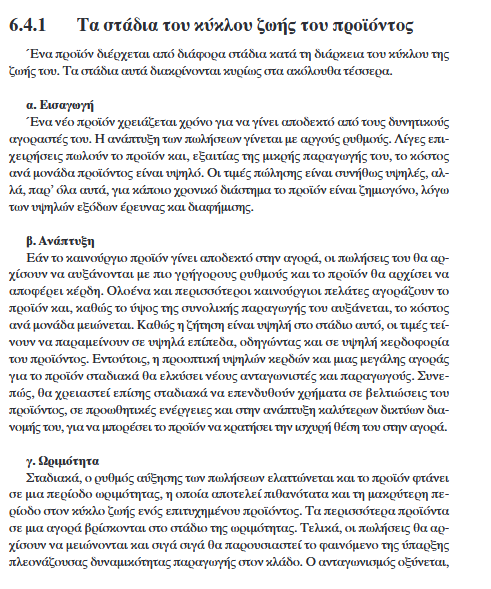 6.4.1 Τα στάδια του κύκλου ζωής του προϊόντος
Ένα προϊόν διέρχεται από διάφορα στάδια κατά τη διάρκεια του κύκλου της
ζωής του. Τα στάδια αυτά διακρίνονται κυρίως στα ακόλουθα τέσσερα.
α. Εισαγωγή
Ένα νέο προϊόν χρειάζεται χρόνο για να γίνει αποδεκτό από τους δυνητικούς
αγοραστές του. Η ανάπτυξη των πωλήσεων γίνεται με αργούς ρυθμούς. Λίγες επι-
χειρήσεις πωλούν το προϊόν και, εξαιτίας της μικρής παραγωγής του, το κόστος
ανά μονάδα προϊόντος είναι υψηλό. Οι τιμές πώλησης είναι συνήθως υψηλές, αλ-
λά, παρ’ όλα αυτά, για κάποιο χρονικό διάστημα το προϊόν είναι ζημιογόνο, λόγω
των υψηλών εξόδων έρευνας και διαφήμισης.
β. Ανάπτυξη
Εάν το καινούργιο προϊόν γίνει αποδεκτό στην αγορά, οι πωλήσεις του θα αρ-
χίσουν να αυξάνονται με πιο γρήγορους ρυθμούς και το προϊόν θα αρχίσει να
αποφέρει κέρδη. Ολοένα και περισσότεροι καινούργιοι πελάτες αγοράζουν το
προϊόν και, καθώς το ύψος της συνολικής παραγωγής του αυξάνεται, το κόστος
ανά μονάδα μειώνεται. Καθώς η ζήτηση είναι υψηλή στο στάδιο αυτό, οι τιμές τεί-
νουν να παραμείνουν σε υψηλά επίπεδα, οδηγώντας και σε υψηλή κερδοφορία
του προϊόντος. Εντούτοις, η προοπτική υψηλών κερδών και μιας μεγάλης αγοράς
για το προϊόν σταδιακά θα ελκύσει νέους ανταγωνιστές και παραγωγούς. Συνε-
πώς, θα χρειαστεί επίσης σταδιακά να επενδυθούν χρήματα σε βελτιώσεις του
προϊόντος, σε προωθητικές ενέργειες και στην ανάπτυξη καλύτερων δικτύων δια-
νομής του, για να μπορέσει το προϊόν να κρατήσει την ισχυρή θέση του στην αγορά.
γ. Ωριμότητα
Σταδιακά, ο ρυθμός αύξησης των πωλήσεων ελαττώνεται και το προϊόν φτάνει
σε μια περίοδο ωριμότητας, η οποία αποτελεί πιθανότατα και τη μακρύτερη πε-
ρίοδο στον κύκλο ζωής ενός επιτυχημένου προϊόντος. Τα περισσότερα προϊόντα
σε μια αγορά βρίσκονται στο στάδιο της ωριμότητας. Τελικά, οι πωλήσεις θα αρ-
χίσουν να μειώνονται και σιγά σιγά θα παρουσιαστεί το φαινόμενο της ύπαρξης
πλεονάζουσας δυναμικότητας παραγωγής στον κλάδο. Ο ανταγωνισμός οξύνεται,